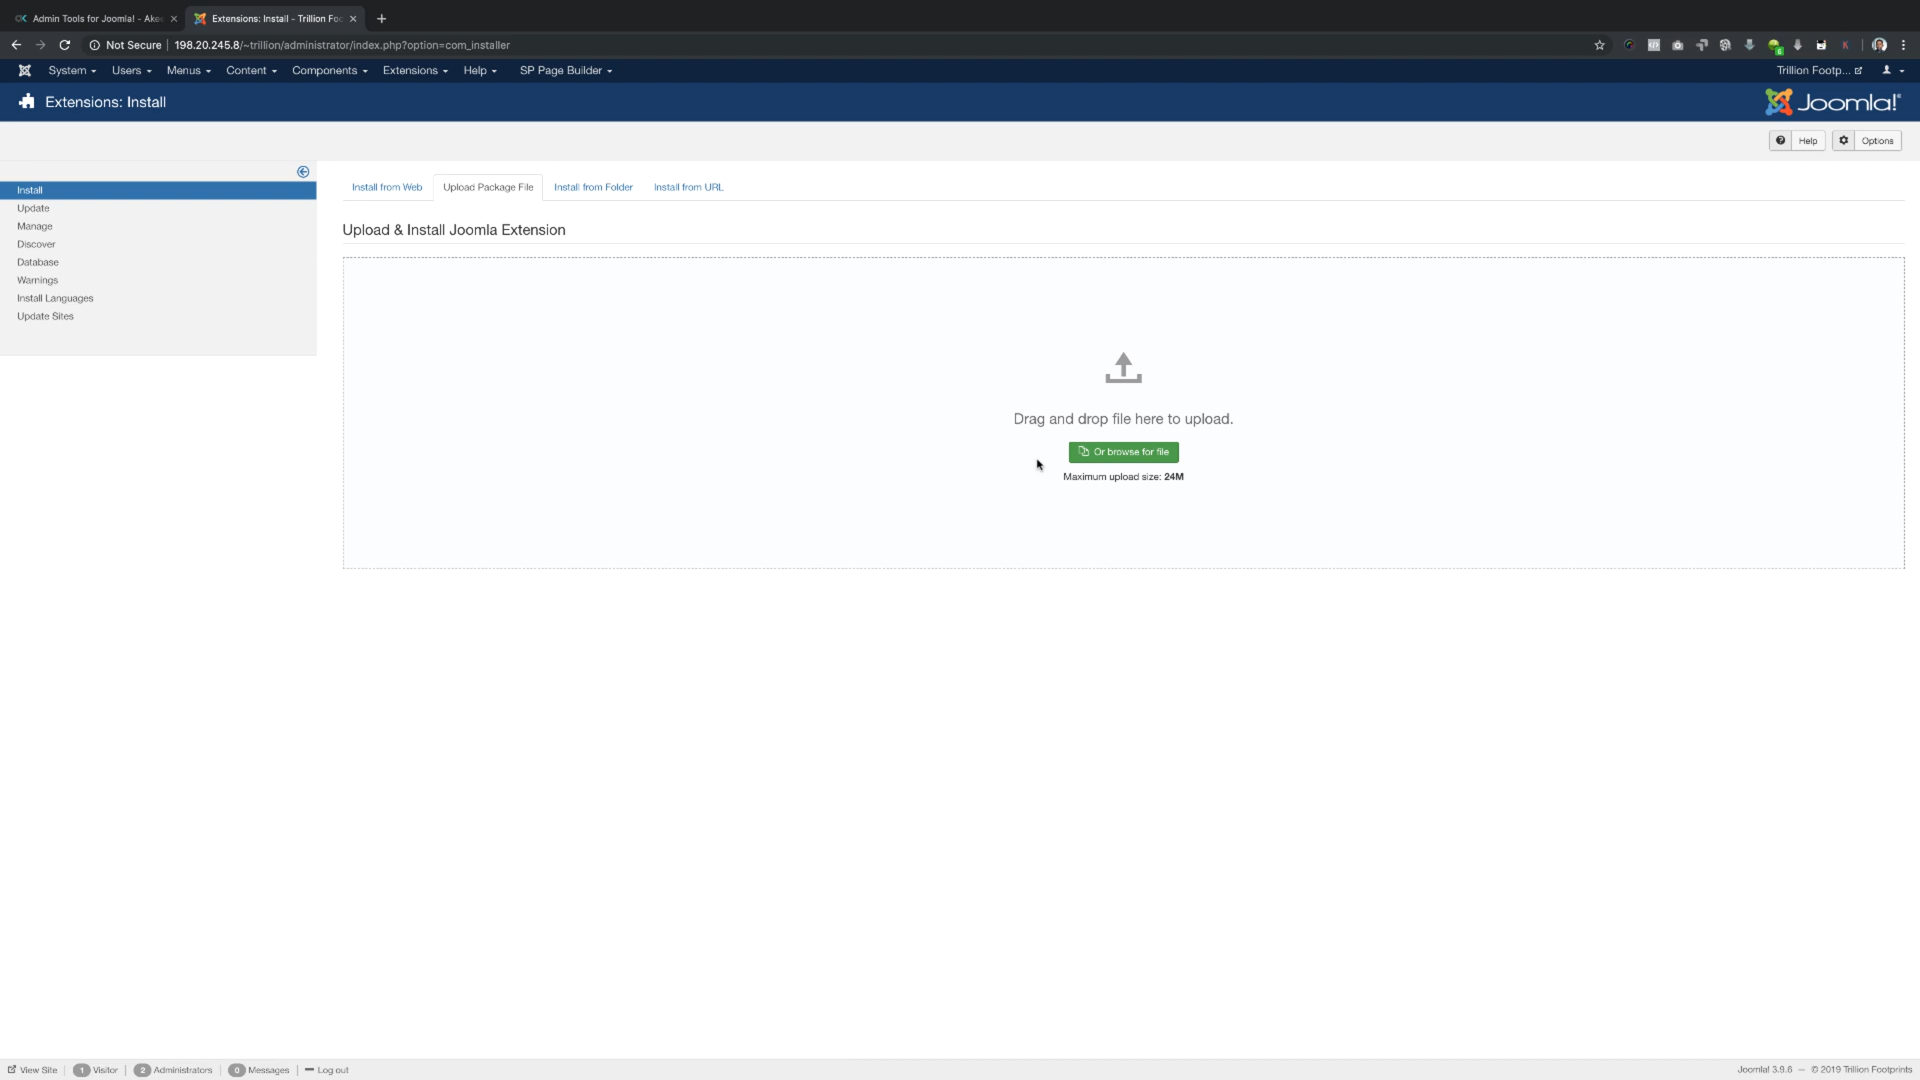 Admin Tools for Joomla! - Ake
Extensions: Install - Trillion Foo
Not Secure | 198.20.245.8/~trillion/administrator/index.php?option=com_installer
System Users Menus Content Components Extensions Help SP Page Builder Trillion Footp...
Extensions: Install Joomla!
Help Options
Install
Update
Manage
Discover
Database
Warnings
Install Languages
Update Sites
Install from Web Upload Package File Install from Folder Install from URL
Upload & Install Joomla Extension
Drag and drop file here to upload.
Or browse for file
Maximum upload size: 24M
View Site 1 Visitor 2 Administrators 0 Messages Log out Joomla! 3.9.6 — © 2019 Trillion Footprints